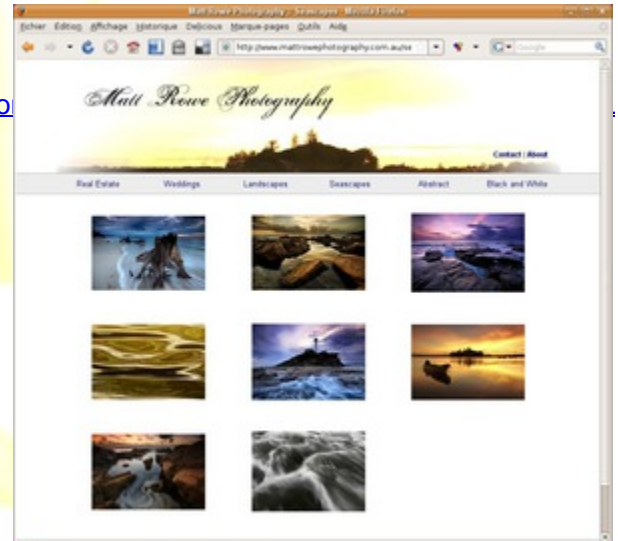 Matt Rowe Photography :: Seascapes - Mozilla Firefox
Fichier Édition Affichage Historique Delicious Marque-pages Outils Aide
http://www.mattrowephotography.com.au/se
Google
Matt Rowe Photography
Contact | About
Real Estate Weddings Landscapes Seascapes Abstract Black and White